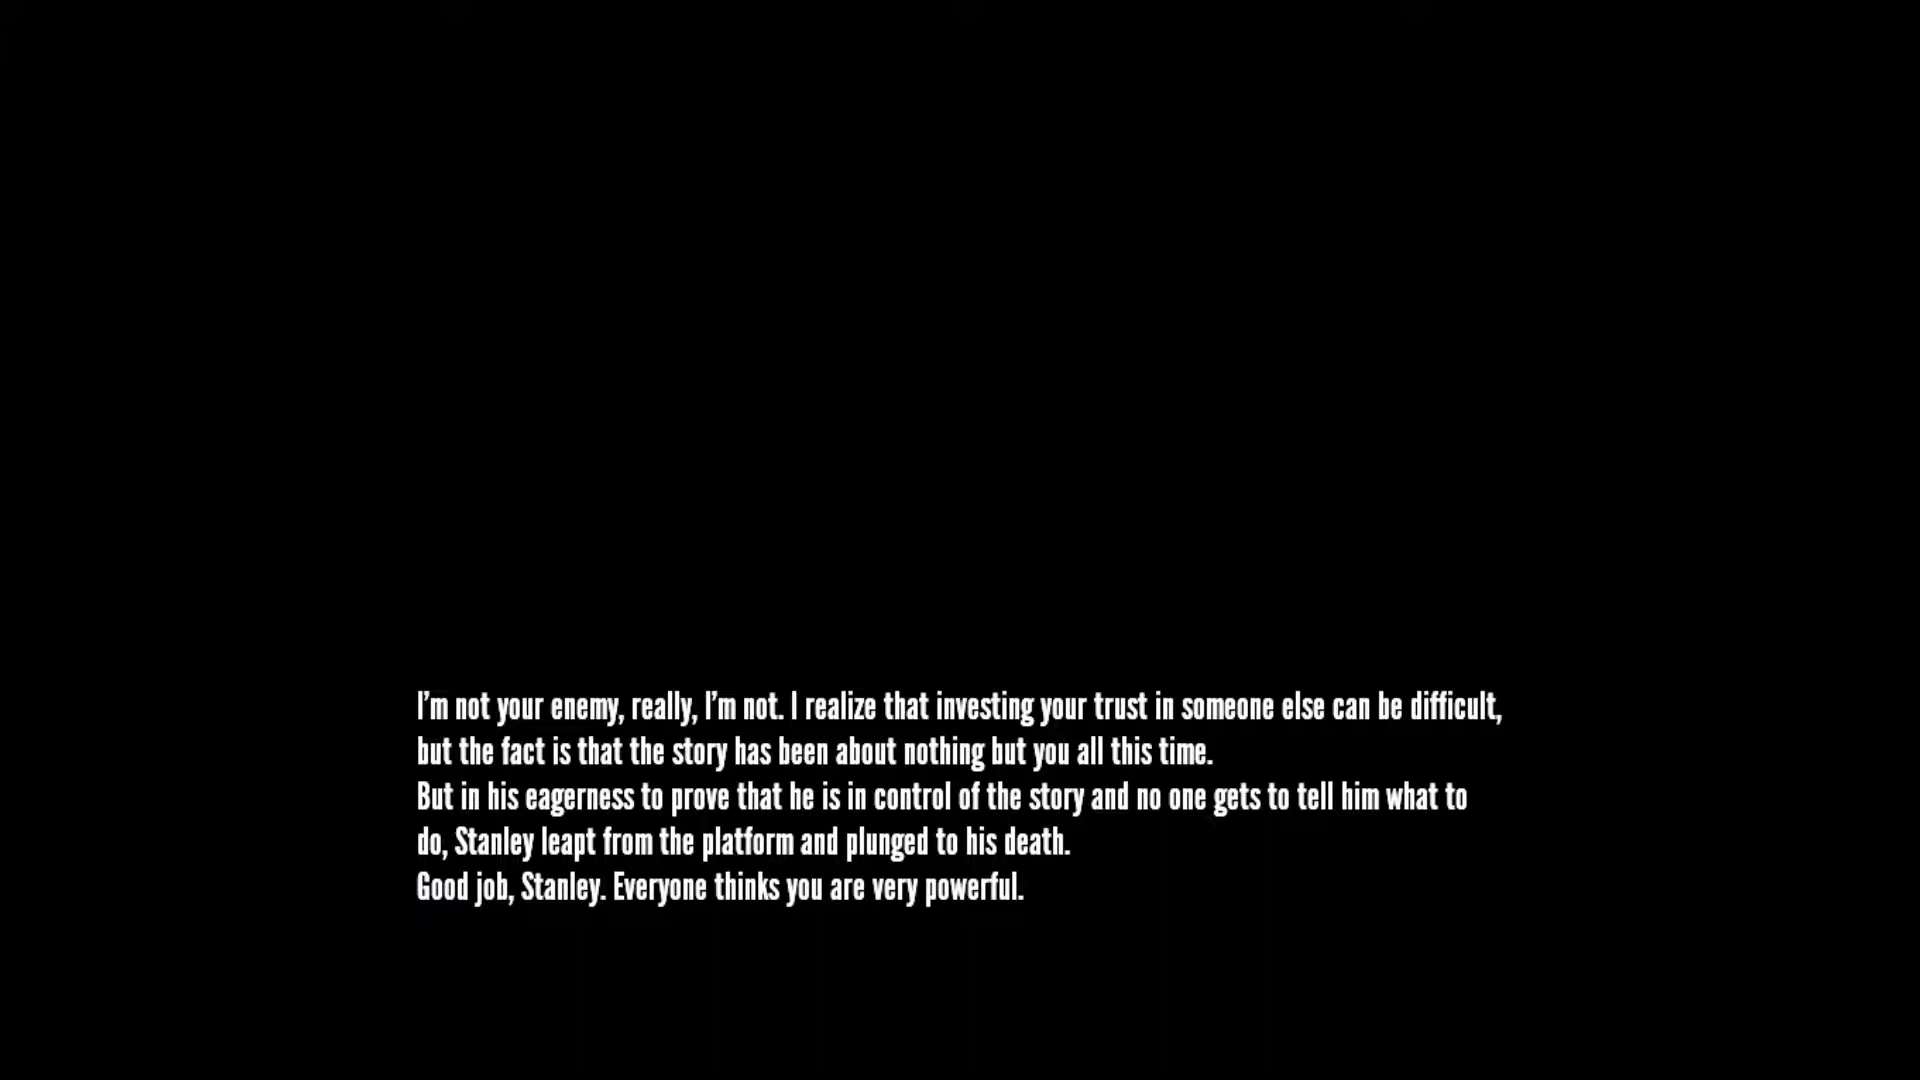 I’m not your enemy, really, I’m not. I realize that investing your trust in someone else can be difficult,
but the fact is that the story has been about nothing but you all this time.
But in his eagerness to prove that he is in control of the story and no one gets to tell him what to
do, Stanley leapt from the platform and plunged to his death.
Good job, Stanley. Everyone thinks you are very powerful.